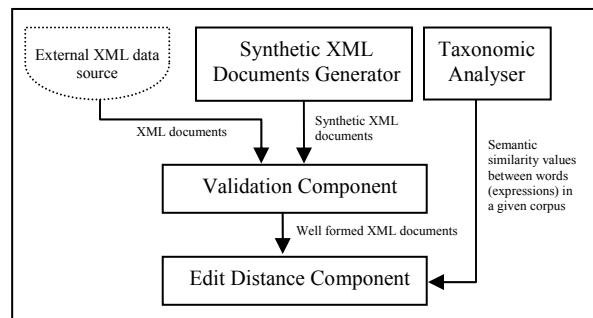 External XML data
source
Synthetic XML
Documents Generator
Taxonomic
Analyser
XML documents
Synthetic XML
documents
Semantic
similarity values
between words
(expressions) in
a given corpus
Validation Component
Well formed XML documents
Edit Distance Component